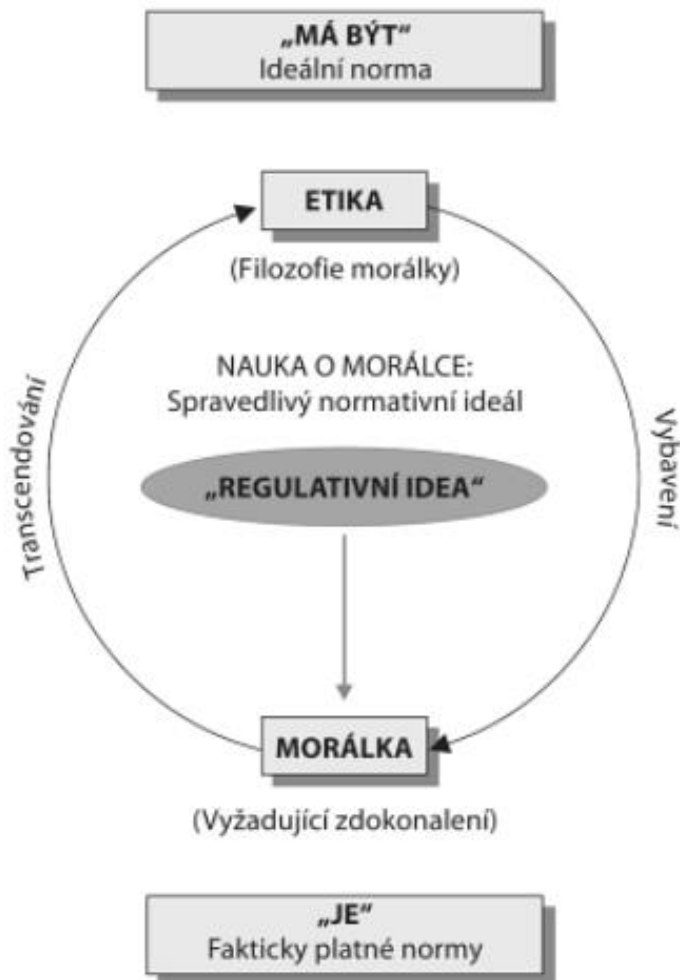 „MÁ BÝT“
Ideální norma
ETIKA
(Filozofie morálky)
NAUKA O MORÁLCE:
Spravedlivý normativní ideál
Transcendování
Vybavení
„REGULATIVNÍ IDEA“
MORÁLKA
(Vyžadující zdokonalení)
„JE“
Fakticky platné normy